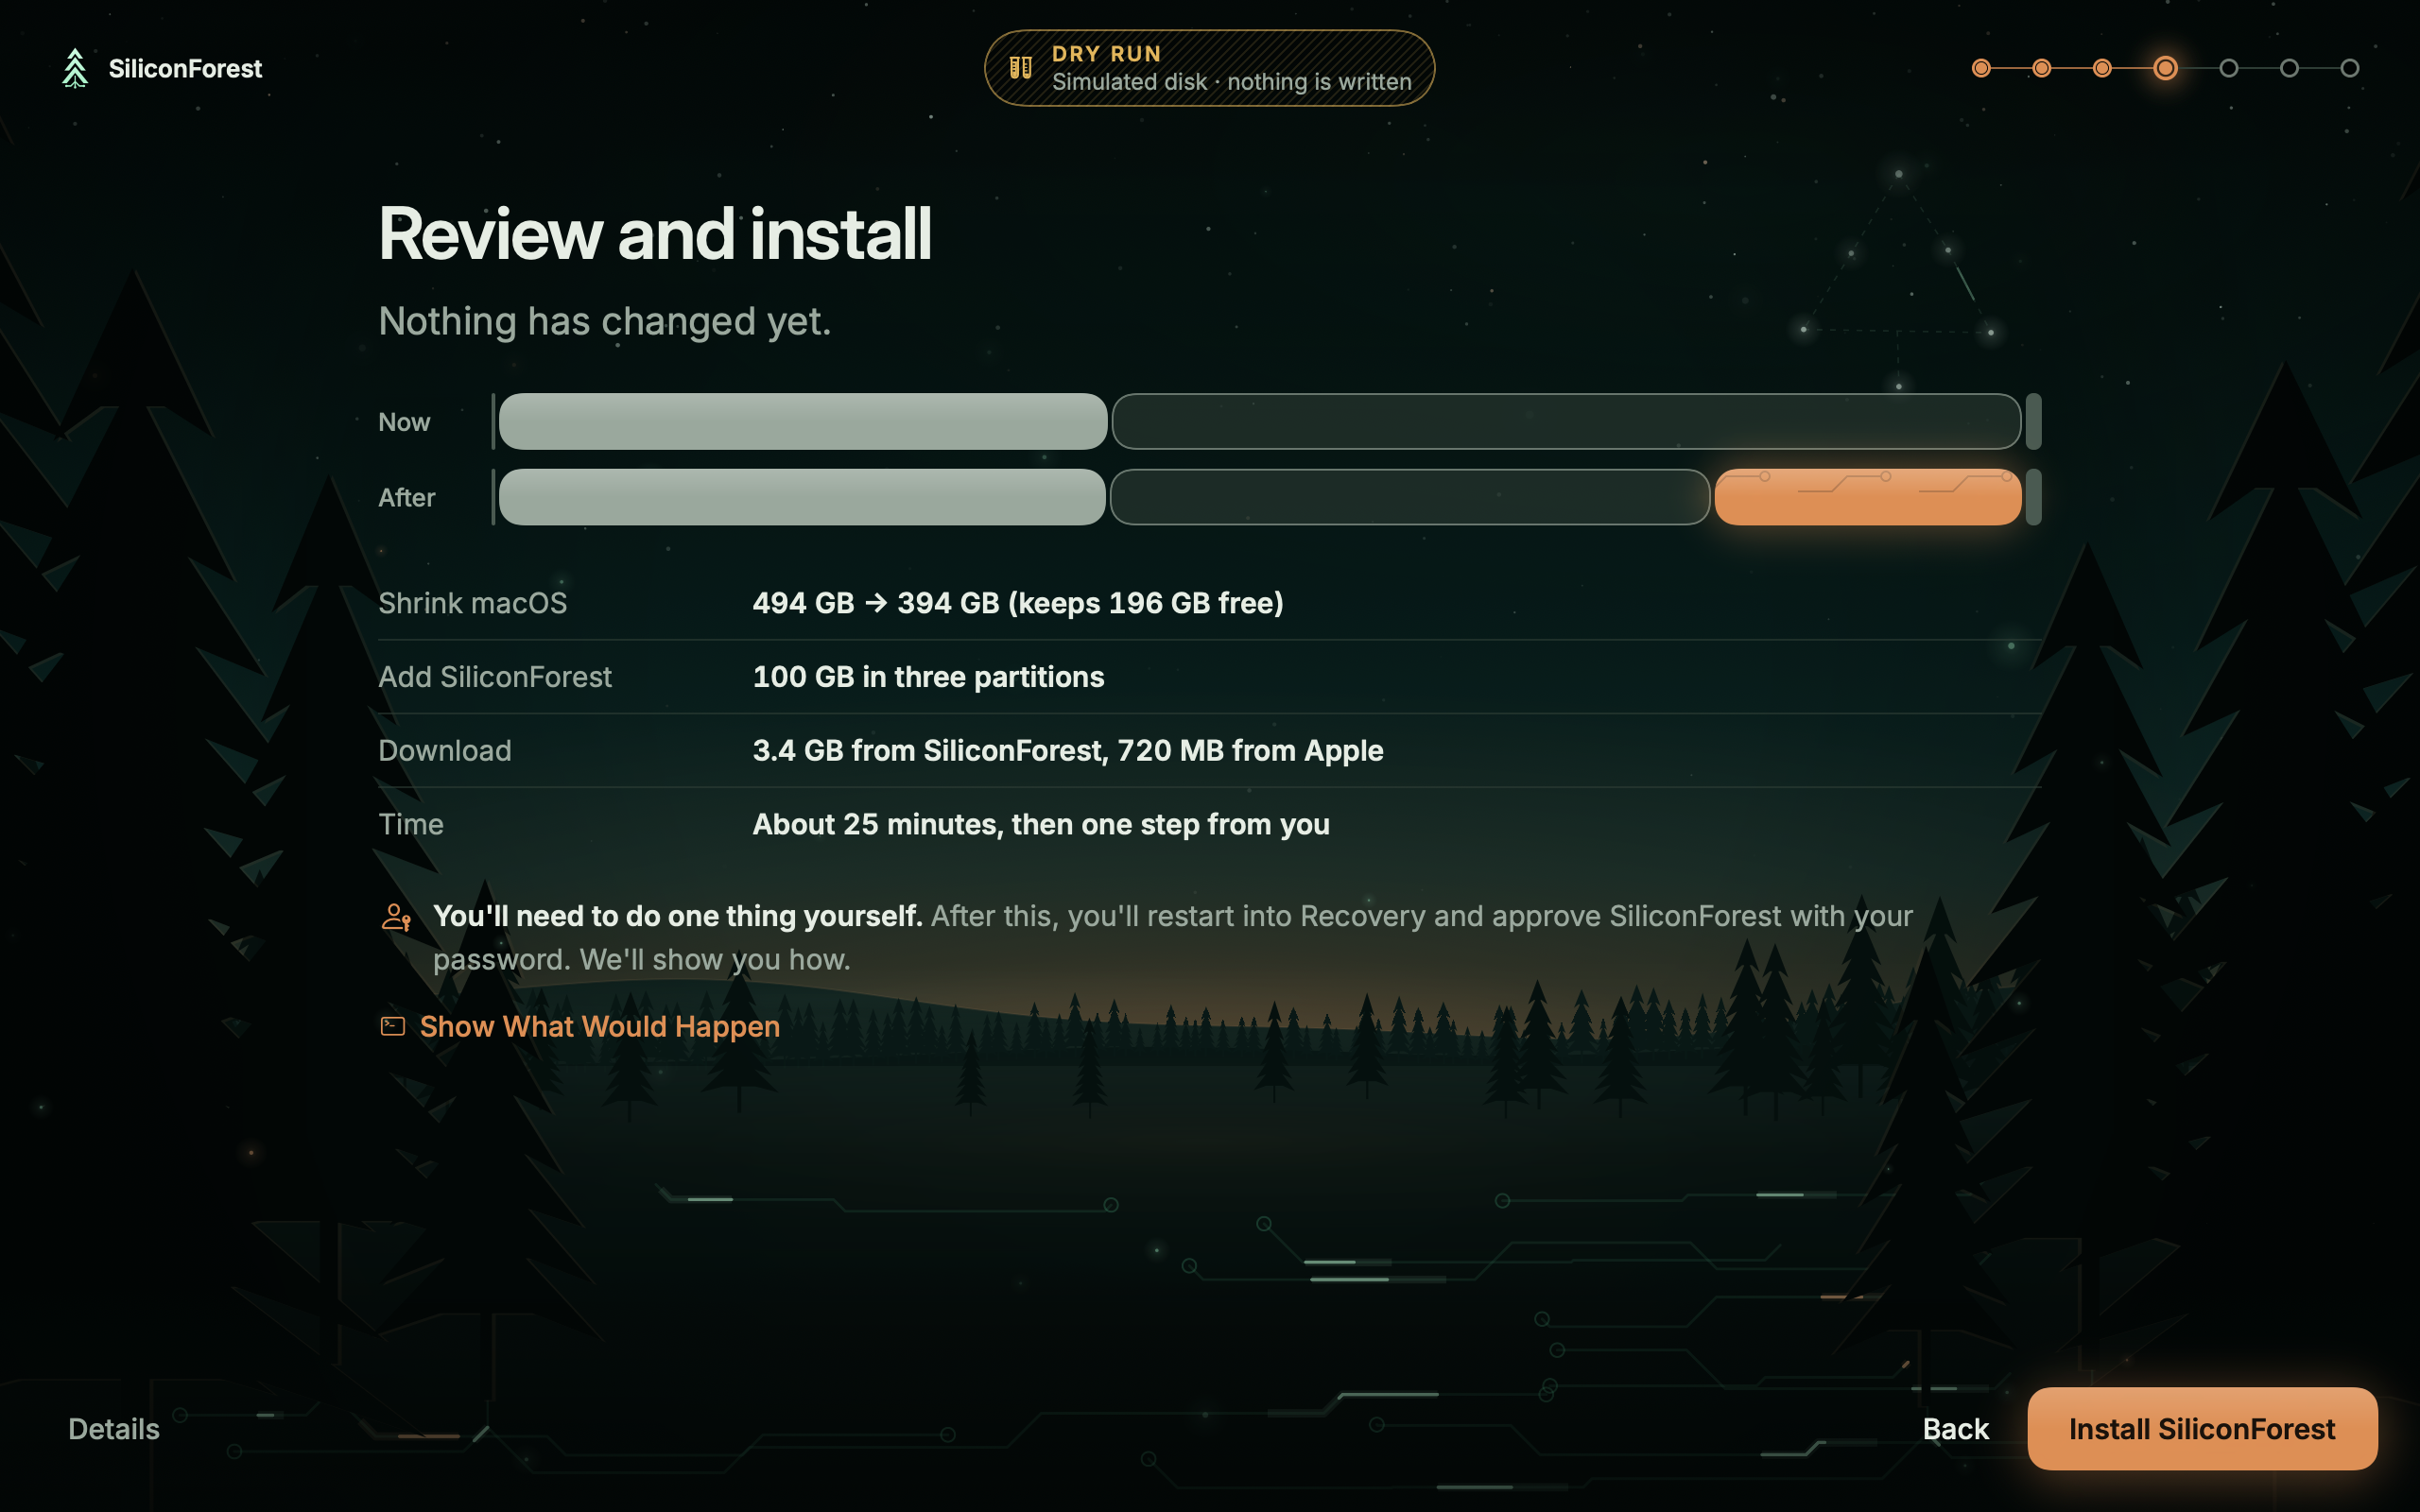 SiliconForest
DRY RUN
Simulated disk · nothing is written
Review and install
Nothing has changed yet.
Now
After
Shrink macOS 494 GB → 394 GB (keeps 196 GB free)
Add SiliconForest 100 GB in three partitions
Download 3.4 GB from SiliconForest, 720 MB from Apple
Time About 25 minutes, then one step from you
You'll need to do one thing yourself. After this, you'll restart into Recovery and approve SiliconForest with your
password. We'll show you how.
Show What Would Happen
Details
Back
Install SiliconForest